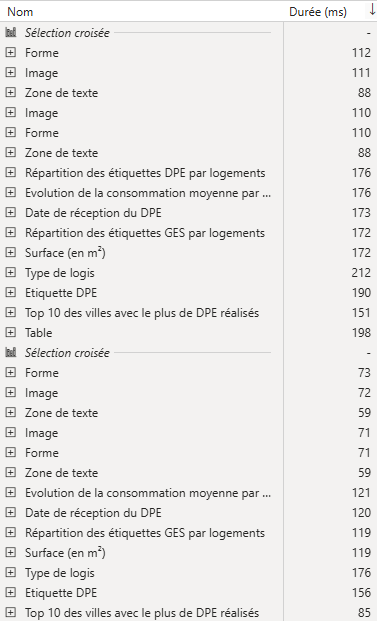 Nom Durée (ms)
Sélection croisée -
Forme 112
Image 111
Zone de texte 88
Image 110
Forme 110
Zone de texte 88
Répartition des étiquettes DPE par logements 176
Evolution de la consommation moyenne par ... 176
Date de réception du DPE 173
Répartition des étiquettes GES par logements 172
Surface (en m²) 172
Type de logis 212
Etiquette DPE 190
Top 10 des villes avec le plus de DPE réalisés 151
Table 198
Sélection croisée -
Forme 73
Image 72
Zone de texte 59
Image 71
Forme 71
Zone de texte 59
Evolution de la consommation moyenne par ... 121
Date de réception du DPE 120
Répartition des étiquettes GES par logements 119
Surface (en m²) 119
Type de logis 176
Etiquette DPE 156
Top 10 des villes avec le plus de DPE réalisés 85